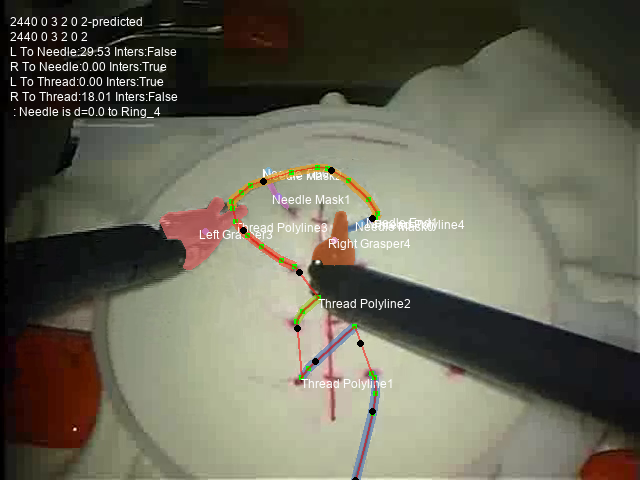 2440 0 3 2 0 2-predicted
2440 0 3 2 0 2
L To Needle:29.53 Inters:False
R To Needle:0.00 Inters:True
L To Thread:0.00 Inters:True
R To Thread:18.01 Inters:False
: Needle is d=0.0 to Ring_4
Needle Mask1
Thread Polyline3
Left Grasper3
Right Grasper4
Thread Polyline2
Thread Polyline1